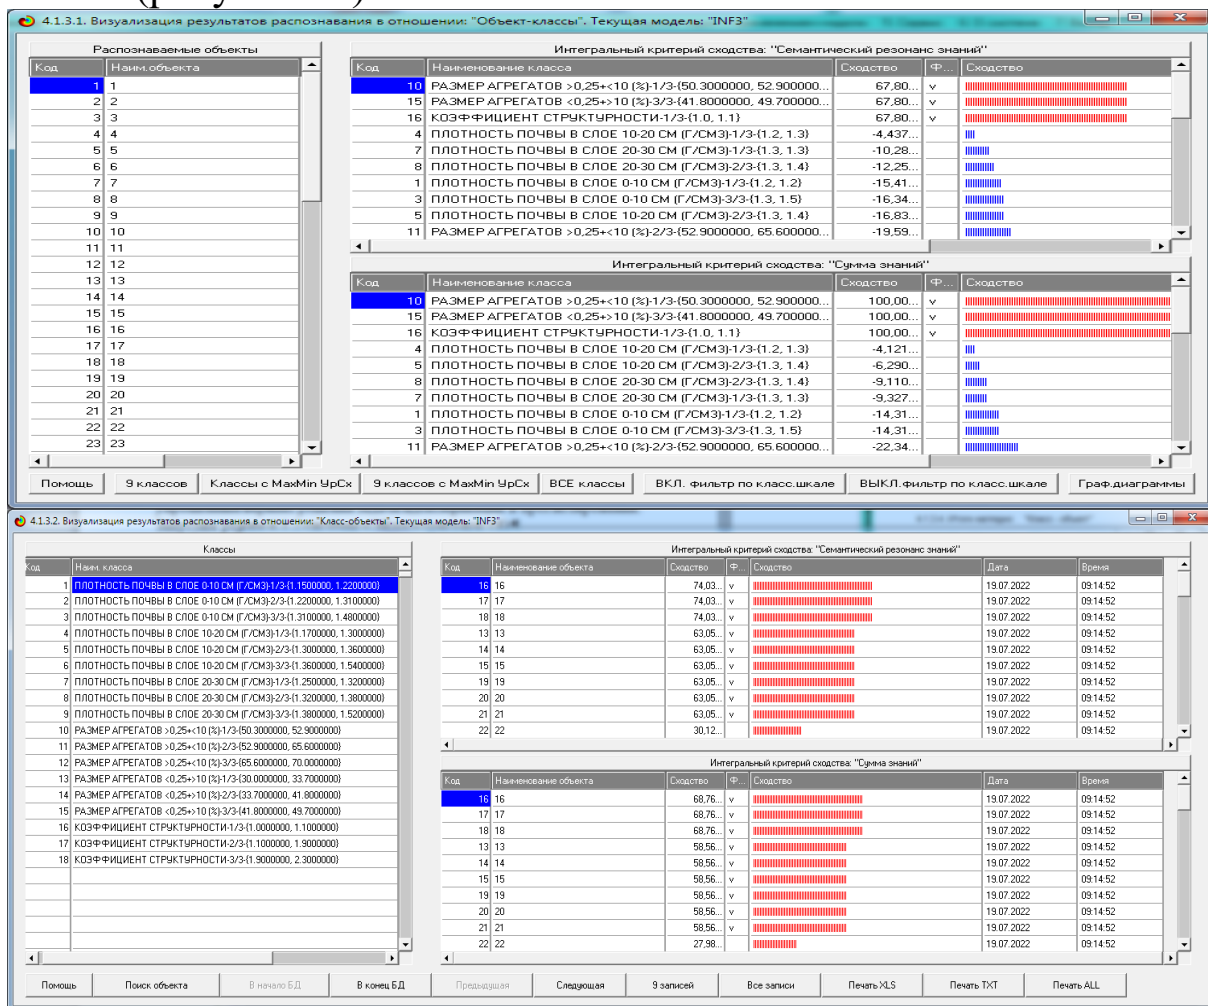 4.1.3.1. Визуализация результатов распознавания в отношении: "Объект-классы". Текущая модель: "INF3"
Распознаваемые объекты
Код Наим.объекта
1 1
2 2
3 3
4 4
5 5
6 6
7 7
8 8
9 9
10 10
11 11
12 12
13 13
14 14
15 15
16 16
17 17
18 18
19 19
20 20
21 21
22 22
23 23
Интегральный критерий сходства: "Семантический резонанс знаний"
Код Наименование класса Сходство Ф... Сходство
10 РАЗМЕР АГРЕГАТОВ >0,25+<10 (%)-1/3-{50.3000000, 52.900000... 67,80... v
15 РАЗМЕР АГРЕГАТОВ <0,25+>10 (%)-3/3-{41.8000000, 49.700000... 67,80... v
16 КОЭФФИЦИЕНТ СТРУКТУРНОСТИ-1/3-{1.0, 1.1} 67,80... v
4 ПЛОТНОСТЬ ПОЧВЫ В СЛОЕ 10-20 СМ (Г/СМ3)-1/3-{1.2, 1.3} -4,437...
7 ПЛОТНОСТЬ ПОЧВЫ В СЛОЕ 20-30 СМ (Г/СМ3)-1/3-{1.3, 1.3} -10,28...
8 ПЛОТНОСТЬ ПОЧВЫ В СЛОЕ 20-30 СМ (Г/СМ3)-2/3-{1.3, 1.4} -12,25...
1 ПЛОТНОСТЬ ПОЧВЫ В СЛОЕ 0-10 СМ (Г/СМ3)-1/3-{1.2, 1.2} -15,41...
3 ПЛОТНОСТЬ ПОЧВЫ В СЛОЕ 0-10 СМ (Г/СМ3)-3/3-{1.3, 1.5} -16,34...
5 ПЛОТНОСТЬ ПОЧВЫ В СЛОЕ 10-20 СМ (Г/СМ3)-2/3-{1.3, 1.4} -16,83...
11 РАЗМЕР АГРЕГАТОВ >0,25+<10 (%)-2/3-{52.9000000, 65.600000... -19,59...
Интегральный критерий сходства: "Сумма знаний"
Код Наименование класса Сходство Ф... Сходство
10 РАЗМЕР АГРЕГАТОВ >0,25+<10 (%)-1/3-{50.3000000, 52.900000... 100,00... v
15 РАЗМЕР АГРЕГАТОВ <0,25+>10 (%)-3/3-{41.8000000, 49.700000... 100,00... v
16 КОЭФФИЦИЕНТ СТРУКТУРНОСТИ-1/3-{1.0, 1.1} 100,00... v
4 ПЛОТНОСТЬ ПОЧВЫ В СЛОЕ 10-20 СМ (Г/СМ3)-1/3-{1.2, 1.3} -4,121...
5 ПЛОТНОСТЬ ПОЧВЫ В СЛОЕ 10-20 СМ (Г/СМ3)-2/3-{1.3, 1.4} -6,290...
8 ПЛОТНОСТЬ ПОЧВЫ В СЛОЕ 20-30 СМ (Г/СМ3)-2/3-{1.3, 1.4} -9,110...
7 ПЛОТНОСТЬ ПОЧВЫ В СЛОЕ 20-30 СМ (Г/СМ3)-1/3-{1.3, 1.3} -9,327...
1 ПЛОТНОСТЬ ПОЧВЫ В СЛОЕ 0-10 СМ (Г/СМ3)-1/3-{1.2, 1.2} -14,31...
3 ПЛОТНОСТЬ ПОЧВЫ В СЛОЕ 0-10 СМ (Г/СМ3)-3/3-{1.3, 1.5} -14,31...
11 РАЗМЕР АГРЕГАТОВ >0,25+<10 (%)-2/3-{52.9000000, 65.600000... -22,34...
Помощь 9 классов Классы с MaxMin УрСх 9 классов с MaxMin УрСх ВСЕ классы ВКЛ. фильтр по класс.шкале ВЫКЛ.фильтр по класс.шкале Граф.диаграммы
4.1.3.2. Визуализация результатов распознавания в отношении: "Класс-объекты". Текущая модель: "INF3"
Классы
Код Наим. класса
1 ПЛОТНОСТЬ ПОЧВЫ В СЛОЕ 0-10 СМ (Г/СМ3)-1/3-{1.1500000, 1.2200000}
2 ПЛОТНОСТЬ ПОЧВЫ В СЛОЕ 0-10 СМ (Г/СМ3)-2/3-{1.2200000, 1.3100000}
3 ПЛОТНОСТЬ ПОЧВЫ В СЛОЕ 0-10 СМ (Г/СМ3)-3/3-{1.3100000, 1.4800000}
4 ПЛОТНОСТЬ ПОЧВЫ В СЛОЕ 10-20 СМ (Г/СМ3)-1/3-{1.1700000, 1.3000000}
5 ПЛОТНОСТЬ ПОЧВЫ В СЛОЕ 10-20 СМ (Г/СМ3)-2/3-{1.3000000, 1.3600000}
6 ПЛОТНОСТЬ ПОЧВЫ В СЛОЕ 10-20 СМ (Г/СМ3)-3/3-{1.3600000, 1.5400000}
7 ПЛОТНОСТЬ ПОЧВЫ В СЛОЕ 20-30 СМ (Г/СМ3)-1/3-{1.2500000, 1.3200000}
8 ПЛОТНОСТЬ ПОЧВЫ В СЛОЕ 20-30 СМ (Г/СМ3)-2/3-{1.3200000, 1.3800000}
9 ПЛОТНОСТЬ ПОЧВЫ В СЛОЕ 20-30 СМ (Г/СМ3)-3/3-{1.3800000, 1.5200000}
10 РАЗМЕР АГРЕГАТОВ >0,25+<10 (%)-1/3-{50.3000000, 52.9000000}
11 РАЗМЕР АГРЕГАТОВ >0,25+<10 (%)-2/3-{52.9000000, 65.6000000}
12 РАЗМЕР АГРЕГАТОВ >0,25+<10 (%)-3/3-{65.6000000, 70.0000000}
13 РАЗМЕР АГРЕГАТОВ <0,25+>10 (%)-1/3-{30.0000000, 33.7000000}
14 РАЗМЕР АГРЕГАТОВ <0,25+>10 (%)-2/3-{33.7000000, 41.8000000}
15 РАЗМЕР АГРЕГАТОВ <0,25+>10 (%)-3/3-{41.8000000, 49.7000000}
16 КОЭФФИЦИЕНТ СТРУКТУРНОСТИ-1/3-{1.0000000, 1.1000000}
17 КОЭФФИЦИЕНТ СТРУКТУРНОСТИ-2/3-{1.1000000, 1.9000000}
18 КОЭФФИЦИЕНТ СТРУКТУРНОСТИ-3/3-{1.9000000, 2.3000000}
Интегральный критерий сходства: "Семантический резонанс знаний"
Код Наименование объекта Сходство Ф... Сходство Дата Время
16 16 74,03... v 19.07.2022 09:14:52
17 17 74,03... v 19.07.2022 09:14:52
18 18 74,03... v 19.07.2022 09:14:52
13 13 63,05... v 19.07.2022 09:14:52
14 14 63,05... v 19.07.2022 09:14:52
15 15 63,05... v 19.07.2022 09:14:52
19 19 63,05... v 19.07.2022 09:14:52
20 20 63,05... v 19.07.2022 09:14:52
21 21 63,05... v 19.07.2022 09:14:52
22 22 30,12... 19.07.2022 09:14:52
Интегральный критерий сходства: "Сумма знаний"
Код Наименование объекта Сходство Ф... Сходство Дата Время
16 16 68,76... v 19.07.2022 09:14:52
17 17 68,76... v 19.07.2022 09:14:52
18 18 68,76... v 19.07.2022 09:14:52
13 13 58,56... v 19.07.2022 09:14:52
14 14 58,56... v 19.07.2022 09:14:52
15 15 58,56... v 19.07.2022 09:14:52
19 19 58,56... v 19.07.2022 09:14:52
20 20 58,56... v 19.07.2022 09:14:52
21 21 58,56... v 19.07.2022 09:14:52
22 22 27,98... 19.07.2022 09:14:52
Помощь Поиск объекта В начало БД В конец БД Предыдущая Следующая 9 записей Все записи Печать XLS Печать TXT Печать ALL